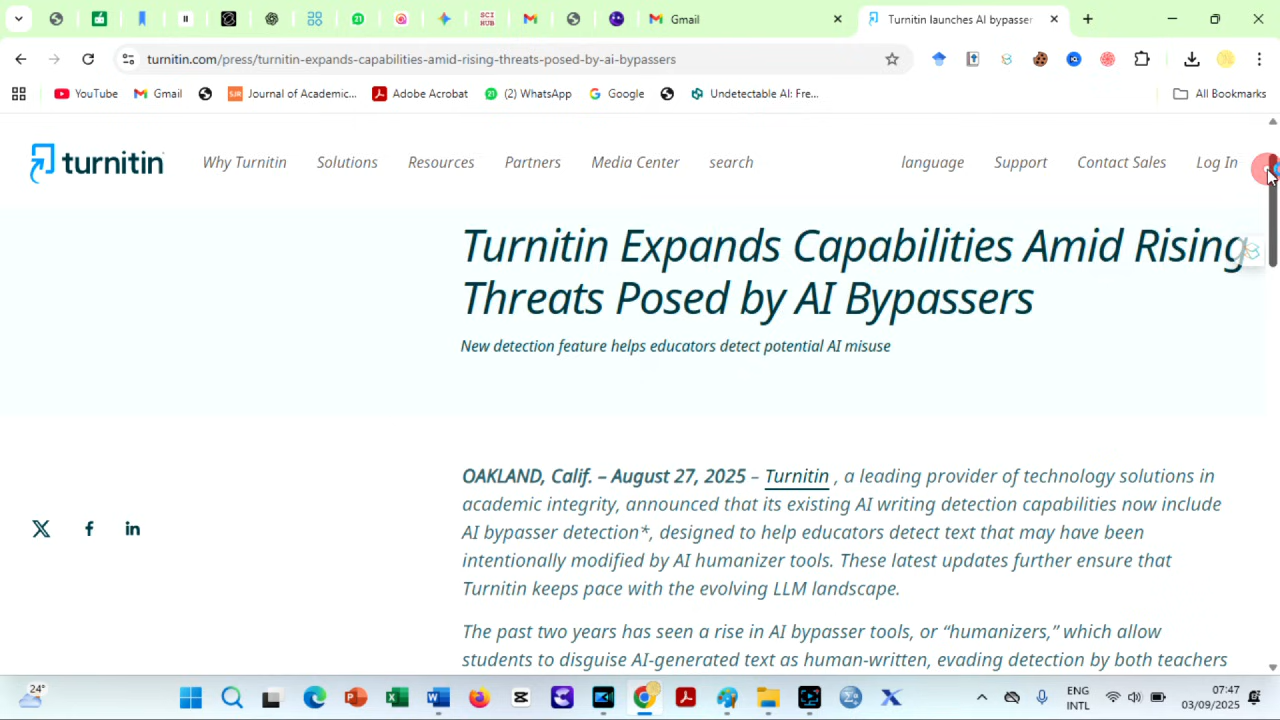 Gmail
Turnitin launches AI bypasser
turnitin.com/press/turnitin-expands-capabilities-amid-rising-threats-posed-by-ai-bypassers
YouTube
Gmail
SJR Journal of Academic...
Adobe Acrobat
(2) WhatsApp
Google
Undetectable AI: Fre...
All Bookmarks
turnitin
Why Turnitin
Solutions
Resources
Partners
Media Center
search
language
Support
Contact Sales
Log In
Turnitin Expands Capabilities Amid Rising
Threats Posed by AI Bypassers
New detection feature helps educators detect potential AI misuse
OAKLAND, Calif. – August 27, 2025 – Turnitin , a leading provider of technology solutions in
academic integrity, announced that its existing AI writing detection capabilities now include
AI bypasser detection*, designed to help educators detect text that may have been
intentionally modified by AI humanizer tools. These latest updates further ensure that
Turnitin keeps pace with the evolving LLM landscape.
The past two years has seen a rise in AI bypasser tools, or “humanizers,” which allow
students to disguise AI-generated text as human-written, evading detection by both teachers
24°
ENG
INTL
07:47
03/09/2025